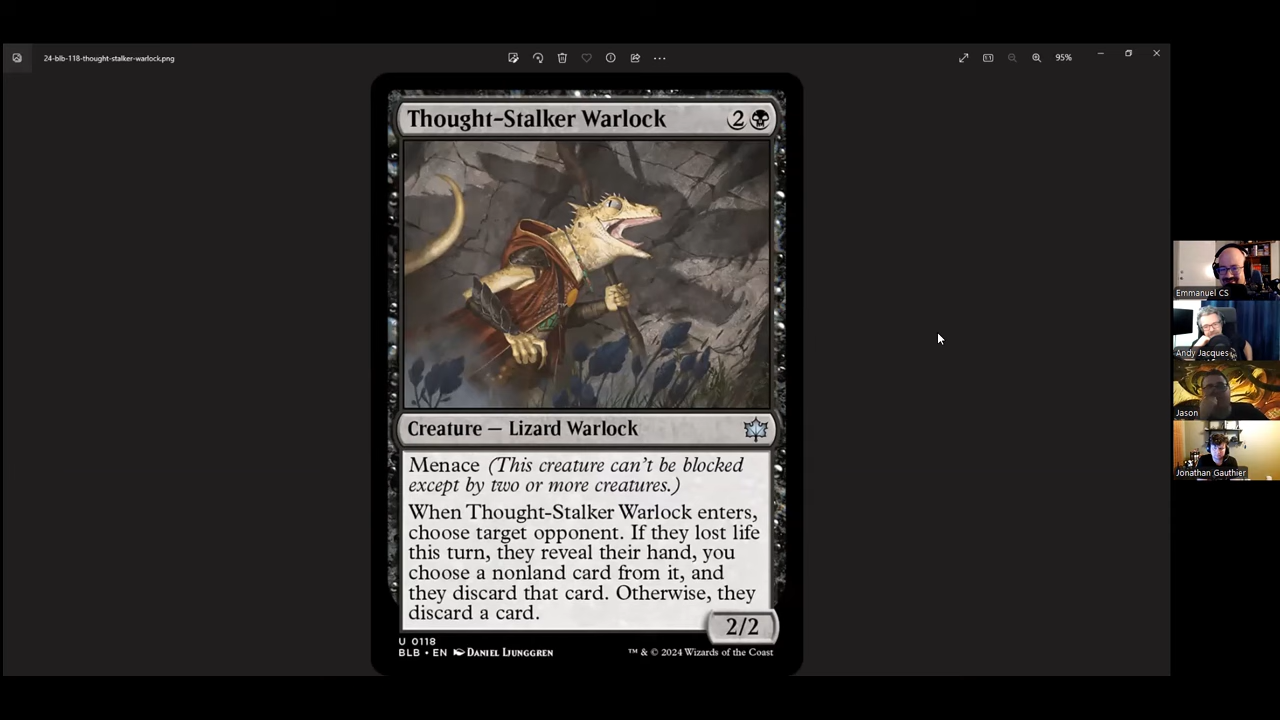 24-blb-118-thought-stalker-warlock.png
95%
Thought-Stalker Warlock 2
Creature — Lizard Warlock
Menace (This creature can't be blocked
except by two or more creatures.)
When Thought-Stalker Warlock enters,
choose target opponent. If they lost life
this turn, they reveal their hand, you
choose a nonland card from it, and
they discard that card. Otherwise, they
discard a card.
2/2
U 0118
BLB • EN Daniel Ljunggren
™ & © 2024 Wizards of the Coast
Emmanuel CS
Andy Jacques
Jason
Jonathan Gauthier